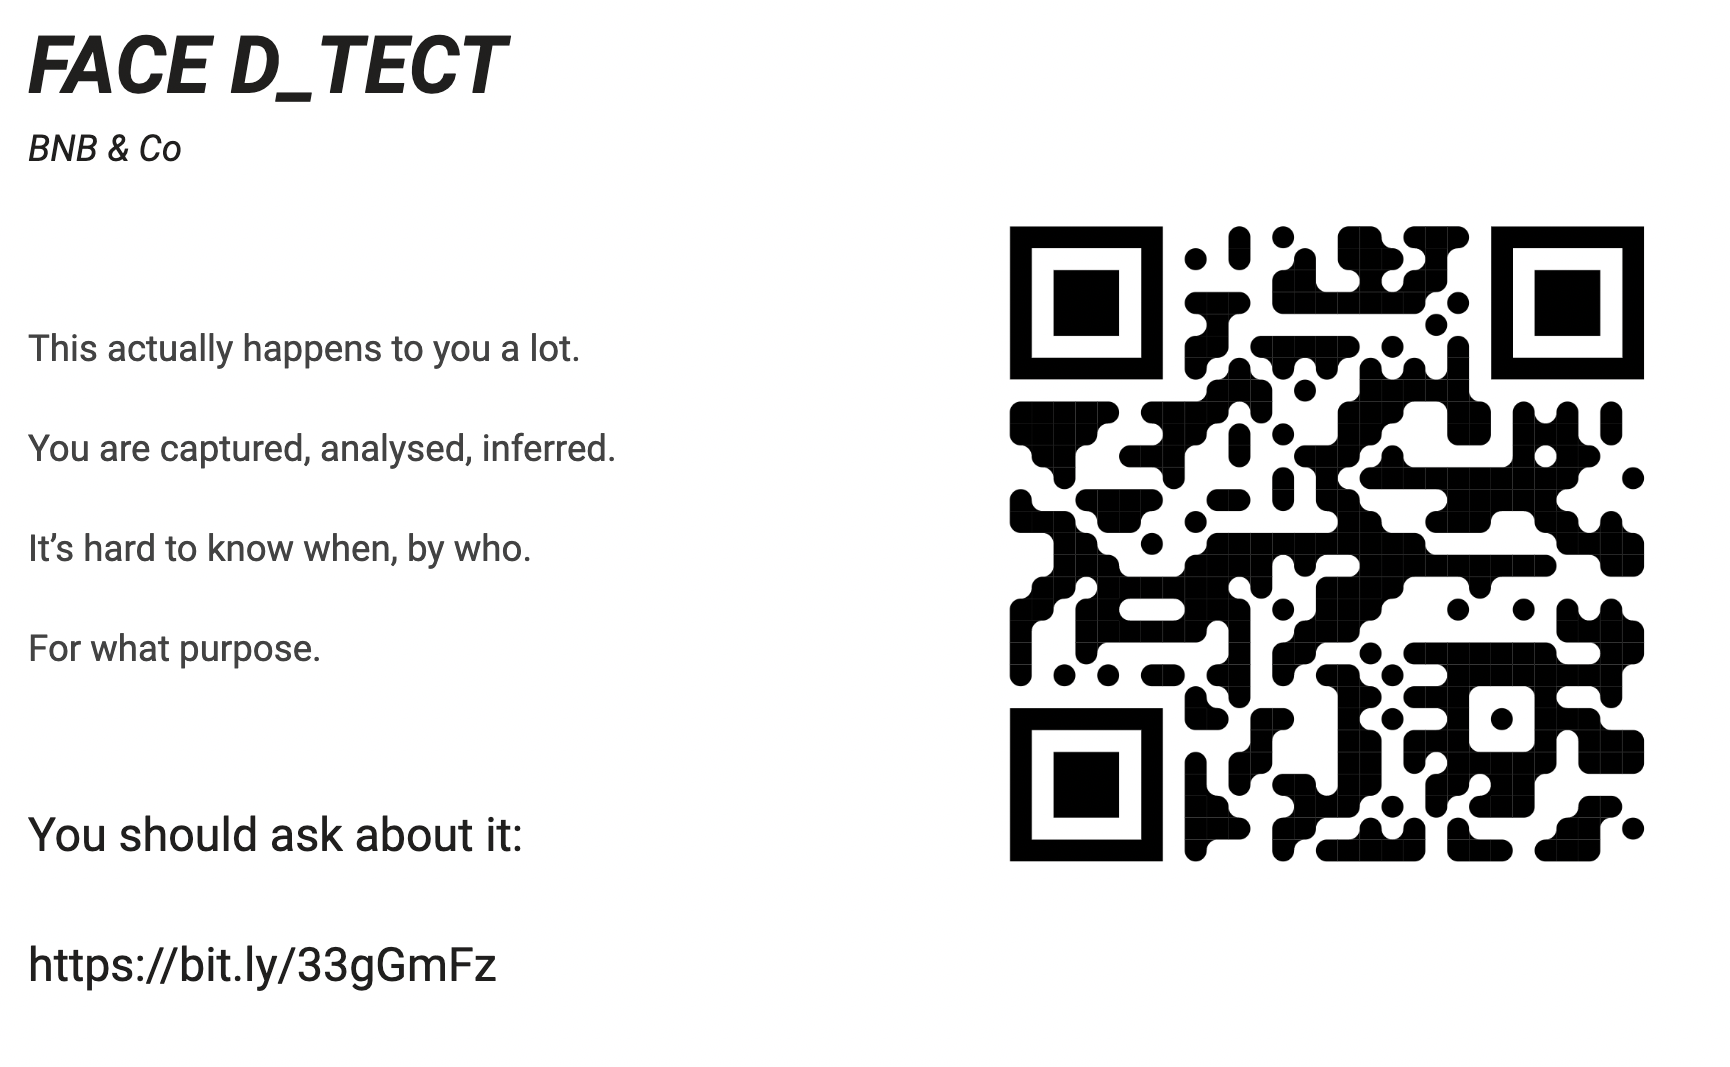 FACE D_TECT
BNB & Co
This actually happens to you a lot.
You are captured, analysed, inferred.
It’s hard to know when, by who.
For what purpose.
You should ask about it:
https://bit.ly/33gGmFz